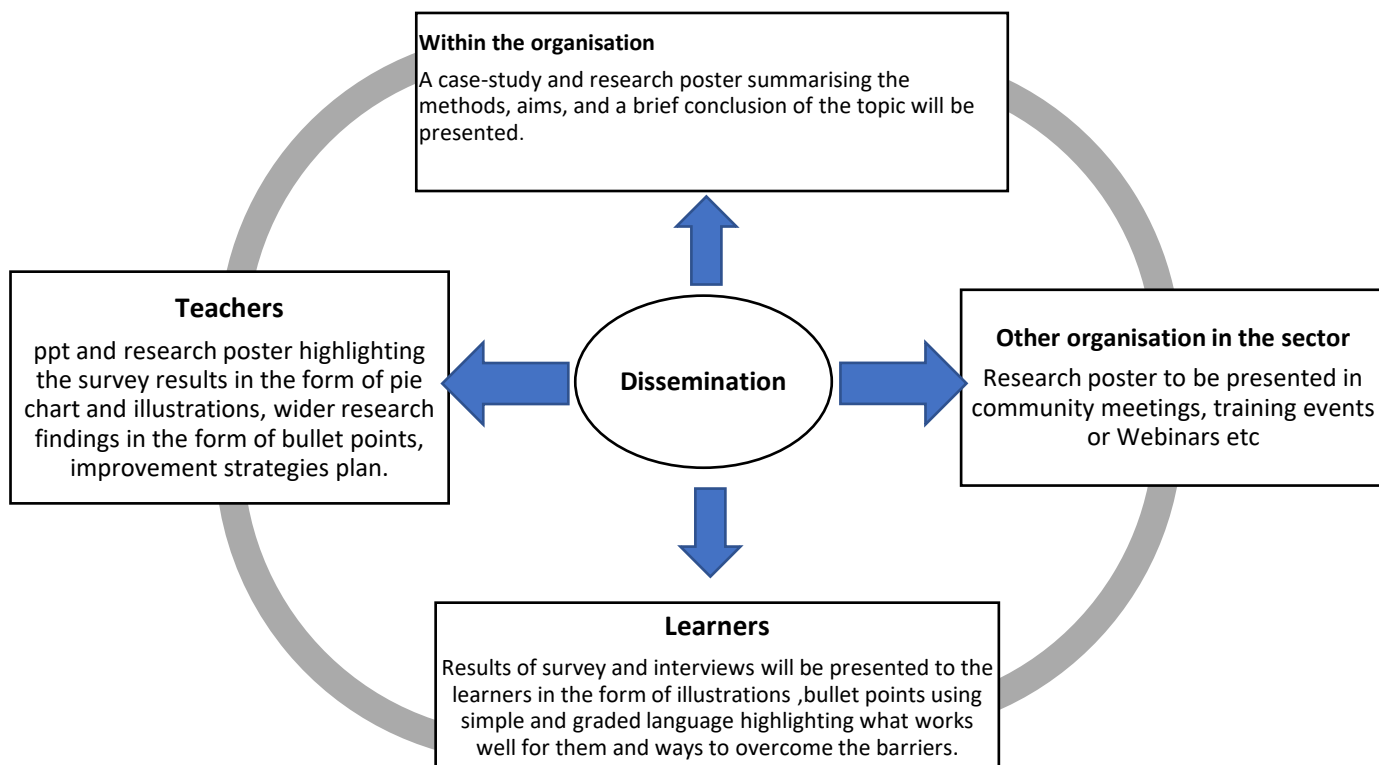 Within the organisation
A case-study and research poster summarising the
methods, aims, and a brief conclusion of the topic will be
presented.
Teachers
ppt and research poster highlighting
the survey results in the form of pie
chart and illustrations, wider research
findings in the form of bullet points,
improvement strategies plan.
Dissemination
Other organisation in the sector
Research poster to be presented in
community meetings, training events
or Webinars etc
Learners
Results of survey and interviews will be presented to the
learners in the form of illustrations ,bullet points using
simple and graded language highlighting what works
well for them and ways to overcome the barriers.